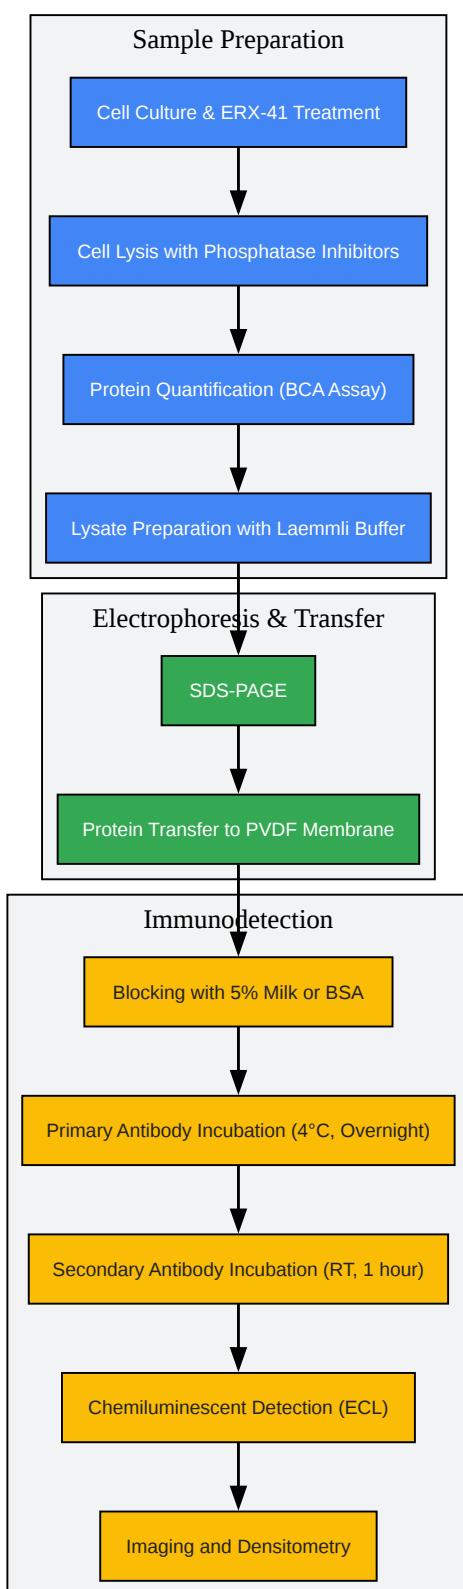 Sample Preparation
Cell Culture & ERX-41 Treatment
Cell Lysis with Phosphatase Inhibitors
Protein Quantification (BCA Assay)
Lysate Preparation with Laemmli Buffer
Electrophoresis & Transfer
SDS-PAGE
Protein Transfer to PVDF Membrane
Immunodetection
Blocking with 5% Milk or BSA
Primary Antibody Incubation (4°C, Overnight)
Secondary Antibody Incubation (RT, 1 hour)
Chemiluminescent Detection (ECL)
Imaging and Densitometry